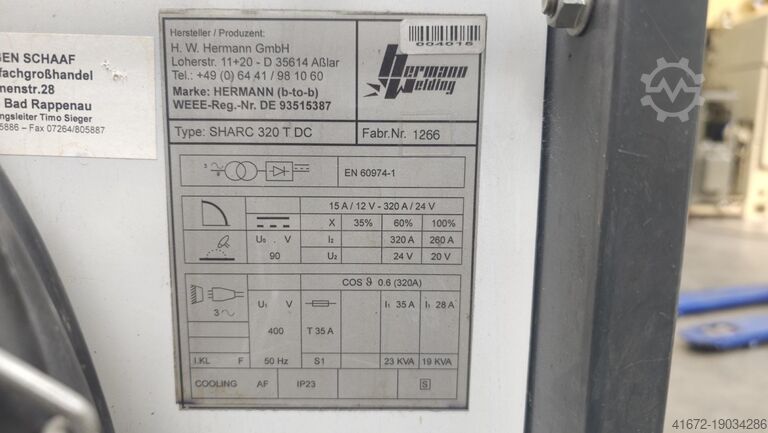 GEN SCHAAF
fachgroßhandel
nenstr.28
Bad Rappenau
ngsleiter Timo Sieger
5886 – Fax 07264/805887
Hersteller / Produzent:
H. W. Hermann GmbH
Loherstr. 11+20 - D 35614 Aßlar
Tel.: +49 (0) 64 41 / 98 10 60
Marke: HERMANN (b-to-b)
WEEE-Reg.-Nr. DE 93515387
004015
Hermann
Welding
Type: SHARC 320 T DC
Fabr.Nr. 1266
3
EN 60974-1
15 A / 12 V - 320 A / 24 V
X 35% 60% 100%
U₀ . V I₂ 320 A 260 A
90 U₂ 24 V 20 V
COS ϑ 0.6 (320A)
3 U₁ V I₁ 35 A I₁ 28 A
400 T 35 A
I.KL F 50 Hz S1 23 KVA 19 KVA
COOLING AF IP23 S
41672-19034286